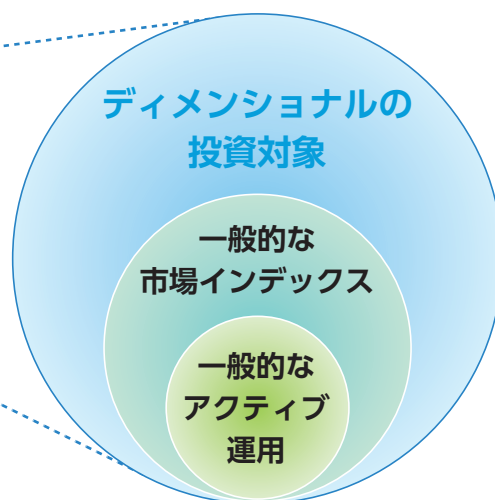 ディメンショナルの
投資対象
一般的な
市場インデックス
一般的な
アクティブ
運用